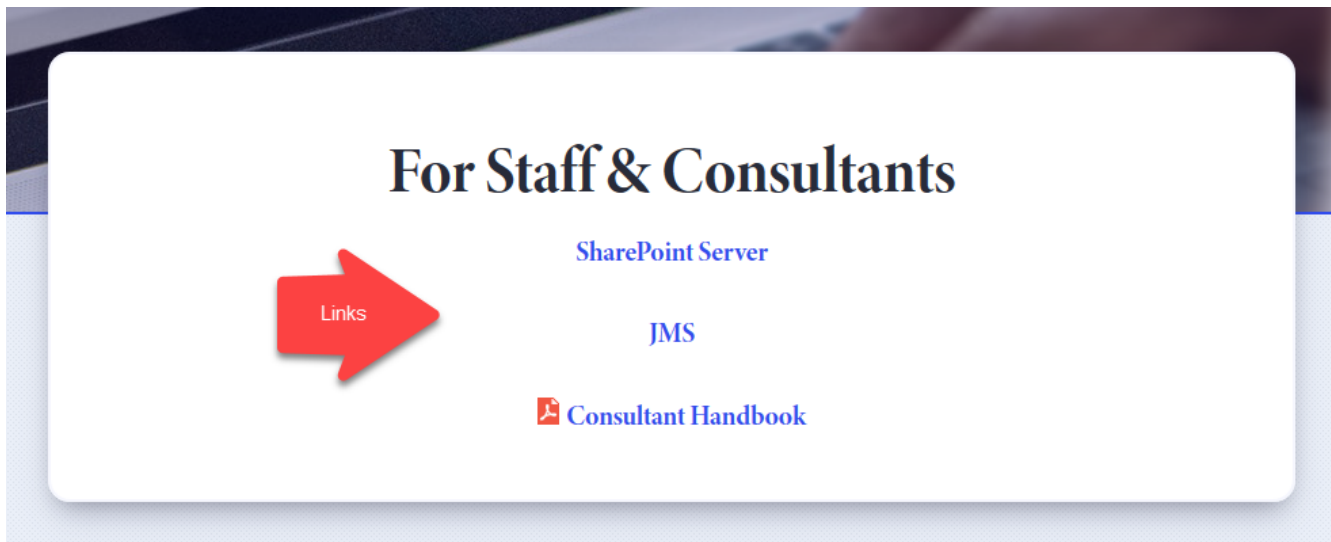 For Staff & Consultants
SharePoint Server
Links
JMS
Consultant Handbook